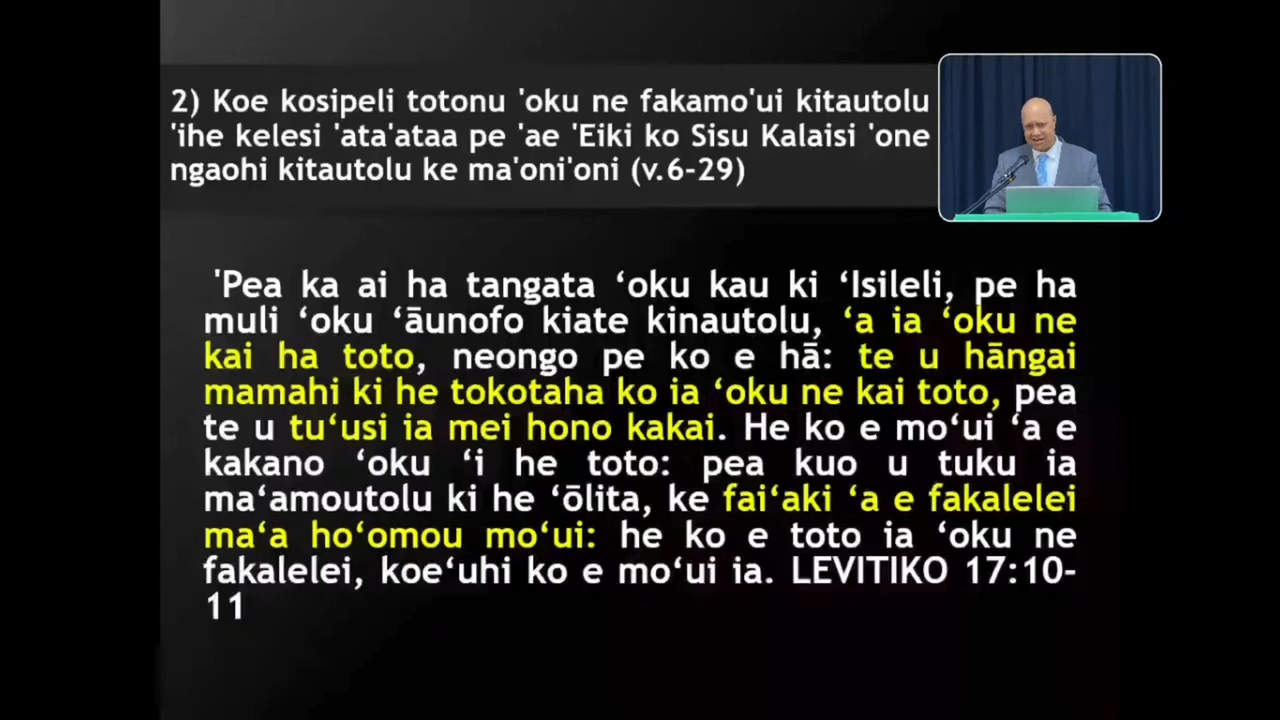 2) Koe kosipeli totonu 'oku ne fakamo'ui kitautolu
'ihe kelesi 'ata'ataa pe 'ae 'Eiki ko Sisu Kalaisi 'one
ngaohi kitautolu ke ma'oni'oni (v.6-29)
'Pea ka ai ha tangata ‘oku kau ki ‘Isileli, pe ha
muli ‘oku ‘āunofo kiate kinautolu, ‘a ia ‘oku ne
kai ha toto, neongo pe ko e hā: te u hāngai
mamahi ki he tokotaha ko ia ‘oku ne kai toto, pea
te u tu‘usi ia mei hono kakai. He ko e mo‘ui ‘a e
kakano ‘oku ‘i he toto: pea kuo u tuku ia
ma‘amoutolu ki he ‘ōlita, ke fai‘aki ‘a e fakalelei
ma‘a ho‘omou mo‘ui: he ko e toto ia ‘oku ne
fakalelei, koe‘uhi ko e mo‘ui ia. LEVITIKO 17:10-
11